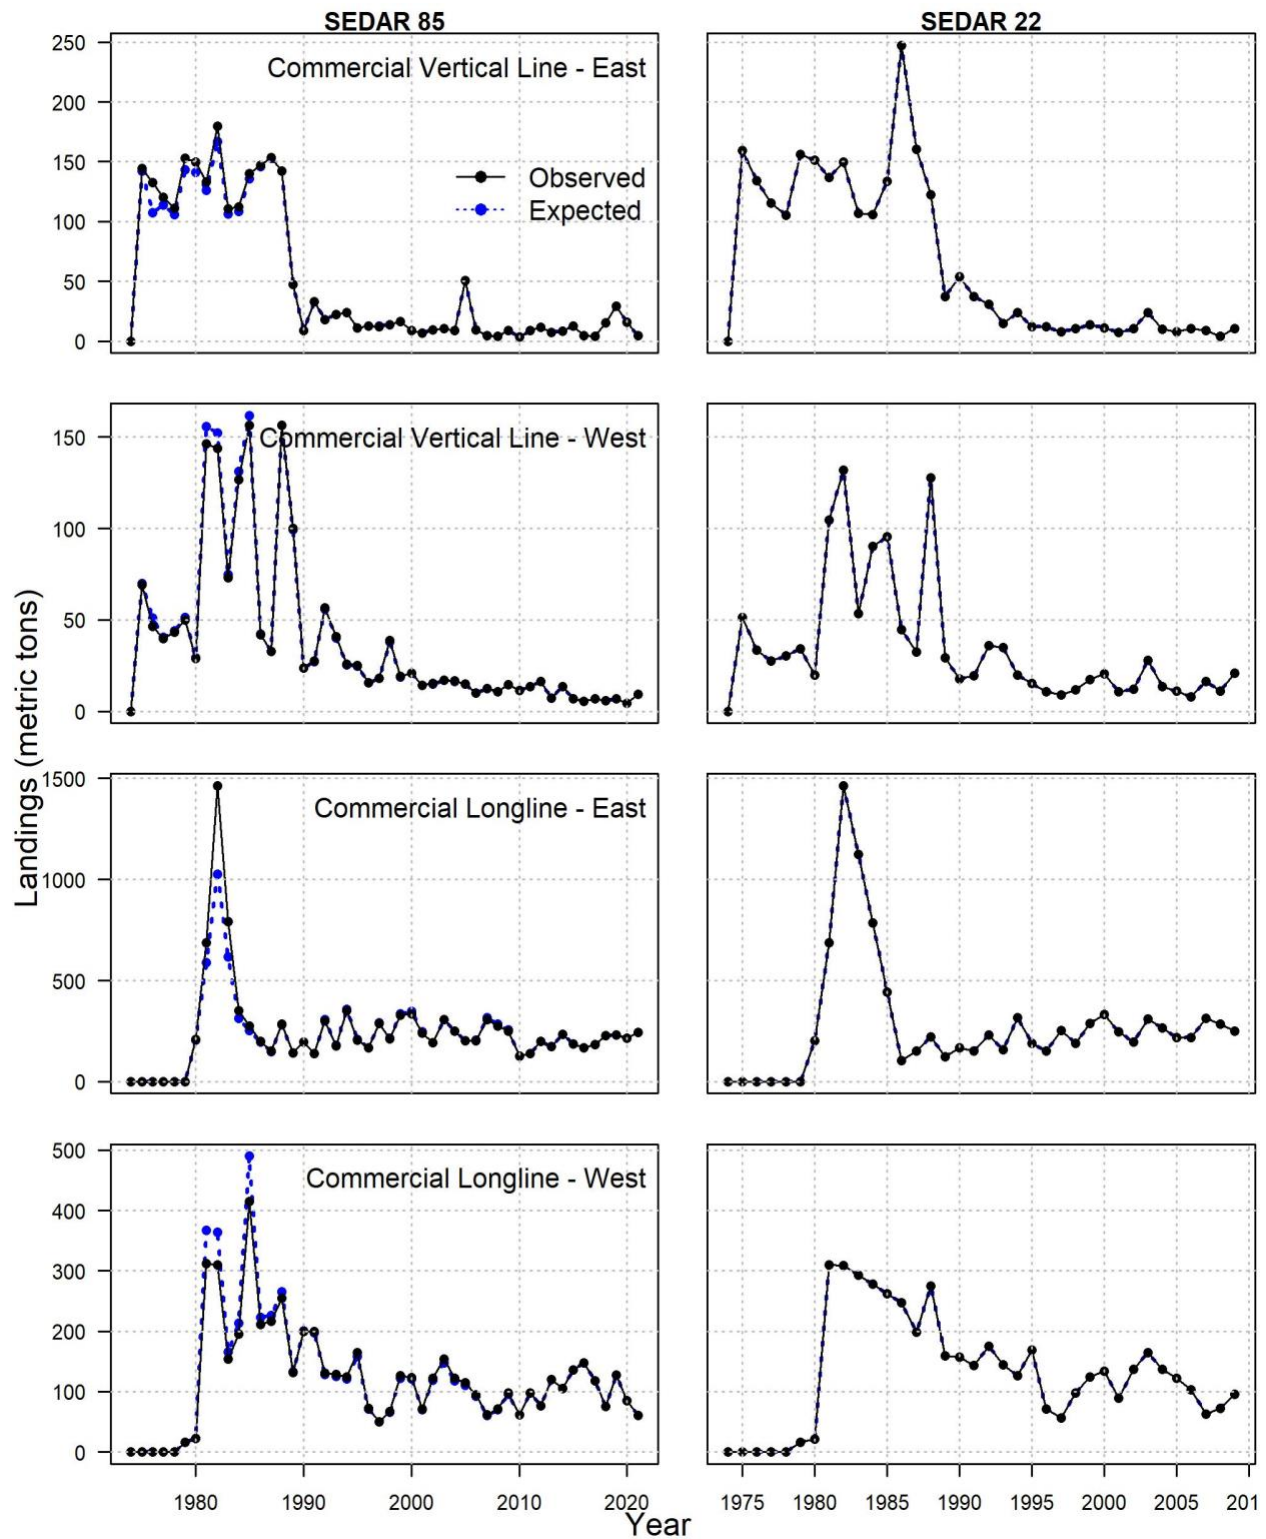 SEDAR 85
SEDAR 22
Commercial Vertical Line - East
Observed
Expected
250
200
150
100
50
0
Commercial Vertical Line - West
150
100
50
0
Landings (metric tons)
Commercial Longline - East
1500
1000
500
0
Commercial Longline - West
500
400
300
200
100
0
1980 1990 2000 2010 2020
1975 1980 1985 1990 1995 2000 2005 201
Year